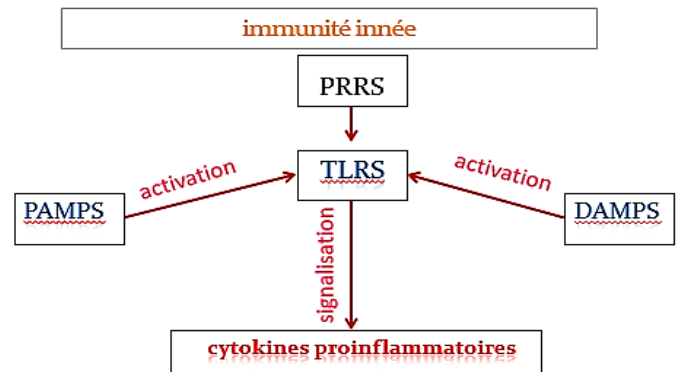 immunité innée
PRRS
activation
TLRS
activation
PAMPS
DAMPS
signalisation
cytokines proinflammatoires